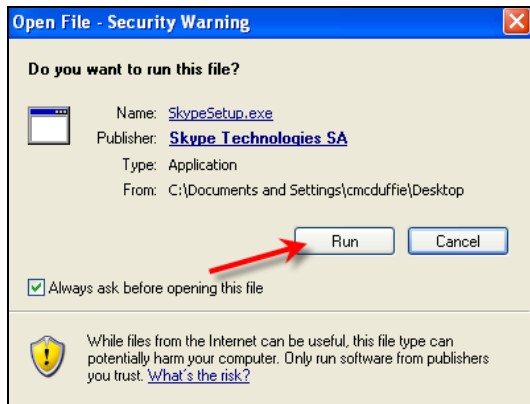 Open File - Security Warning
Do you want to run this file?
Name: SkypeSetup.exe
Publisher: Skype Technologies SA
Type: Application
From: C:\Documents and Settings\cmcduffie\Desktop
Run Cancel
Always ask before opening this file
While files from the Internet can be useful, this file type can
potentially harm your computer. Only run software from publishers
you trust. What's the risk?